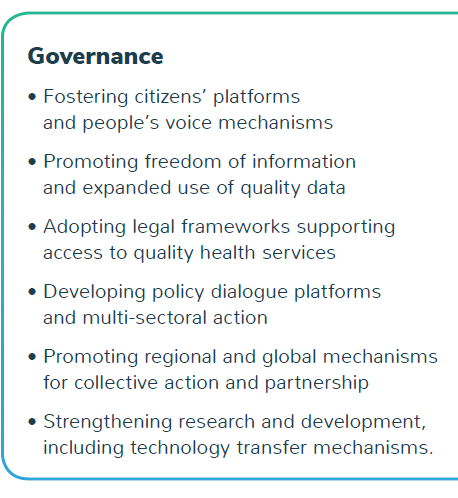 Governance
• Fostering citizens’ platforms
and people’s voice mechanisms
• Promoting freedom of information
and expanded use of quality data
• Adopting legal frameworks supporting
access to quality health services
• Developing policy dialogue platforms
and multi-sectoral action
• Promoting regional and global mechanisms
for collective action and partnership
• Strengthening research and development,
including technology transfer mechanisms.